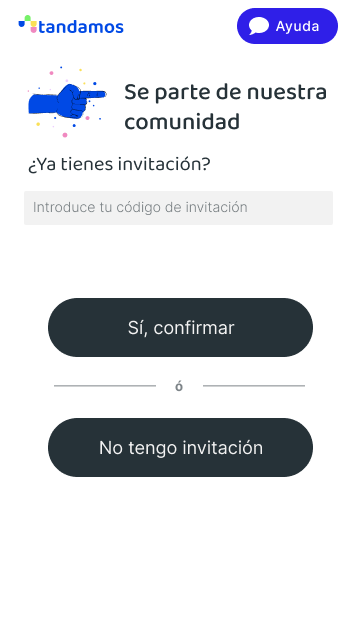 tandamos
Ayuda
Se parte de nuestra
comunidad
¿Ya tienes invitación?
Introduce tu código de invitación
Sí, confirmar
ó
No tengo invitación